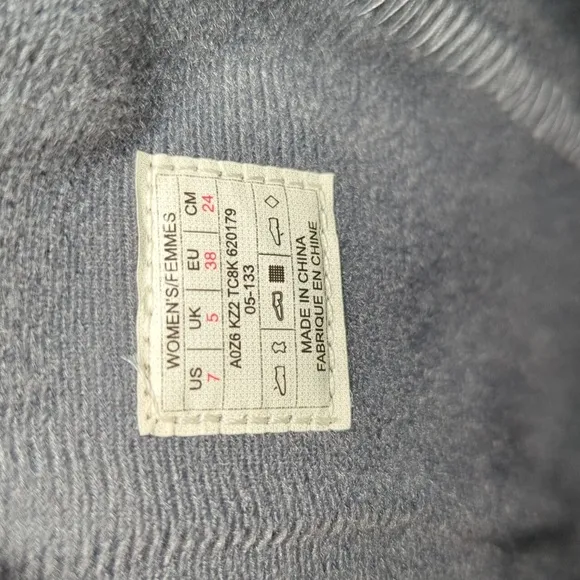 WOMEN'S/FEMMES
US UK EU CM
7 5 38 24
A0Z6 KZ2 TC8K 620179
05-133
MADE IN CHINA
FABRIQUE EN CHINE